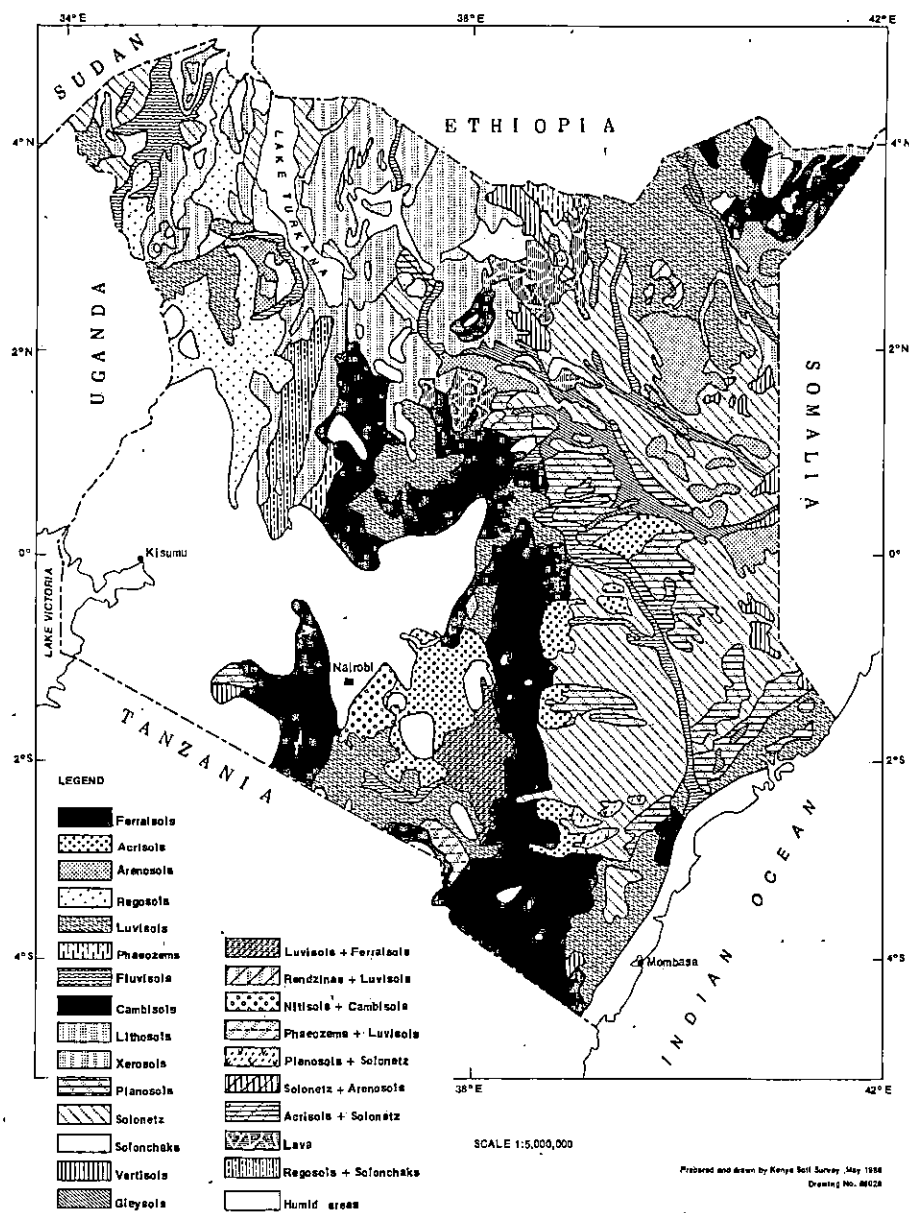 34° E
38° E
42° E
SUDAN
ETHIOPIA
4°N
4°N
LAKE TURKANA
UGANDA
2°N
2°N
SOMALIA
0°
0°
Kisumu
LAKE VICTORIA
Nairobi
TANZANIA
2°S
2°S
INDIAN OCEAN
4°S
4°S
Mombasa
38°E
42°E
LEGEND
Ferralsols
Acrisols
Arenosols
Regosols
Luvisols
Phaeozems
Fluvisols
Cambisols
Lithosols
Xerosols
Planosols
Solonetz
Solonchaks
Vertisols
Gleysols
Luvisols + Ferralsols
Rendzinas + Luvisols
Nitisols + Cambisols
Phaeozems + Luvisols
Planosols + Solonetz
Solonetz + Arenosols
Acrisols + Solonetz
Lava
Regosols + Solonchaks
Humid areas
SCALE 1:5,000,000
Prepared and drawn by Kenya Soil Survey, May
Drawing No.